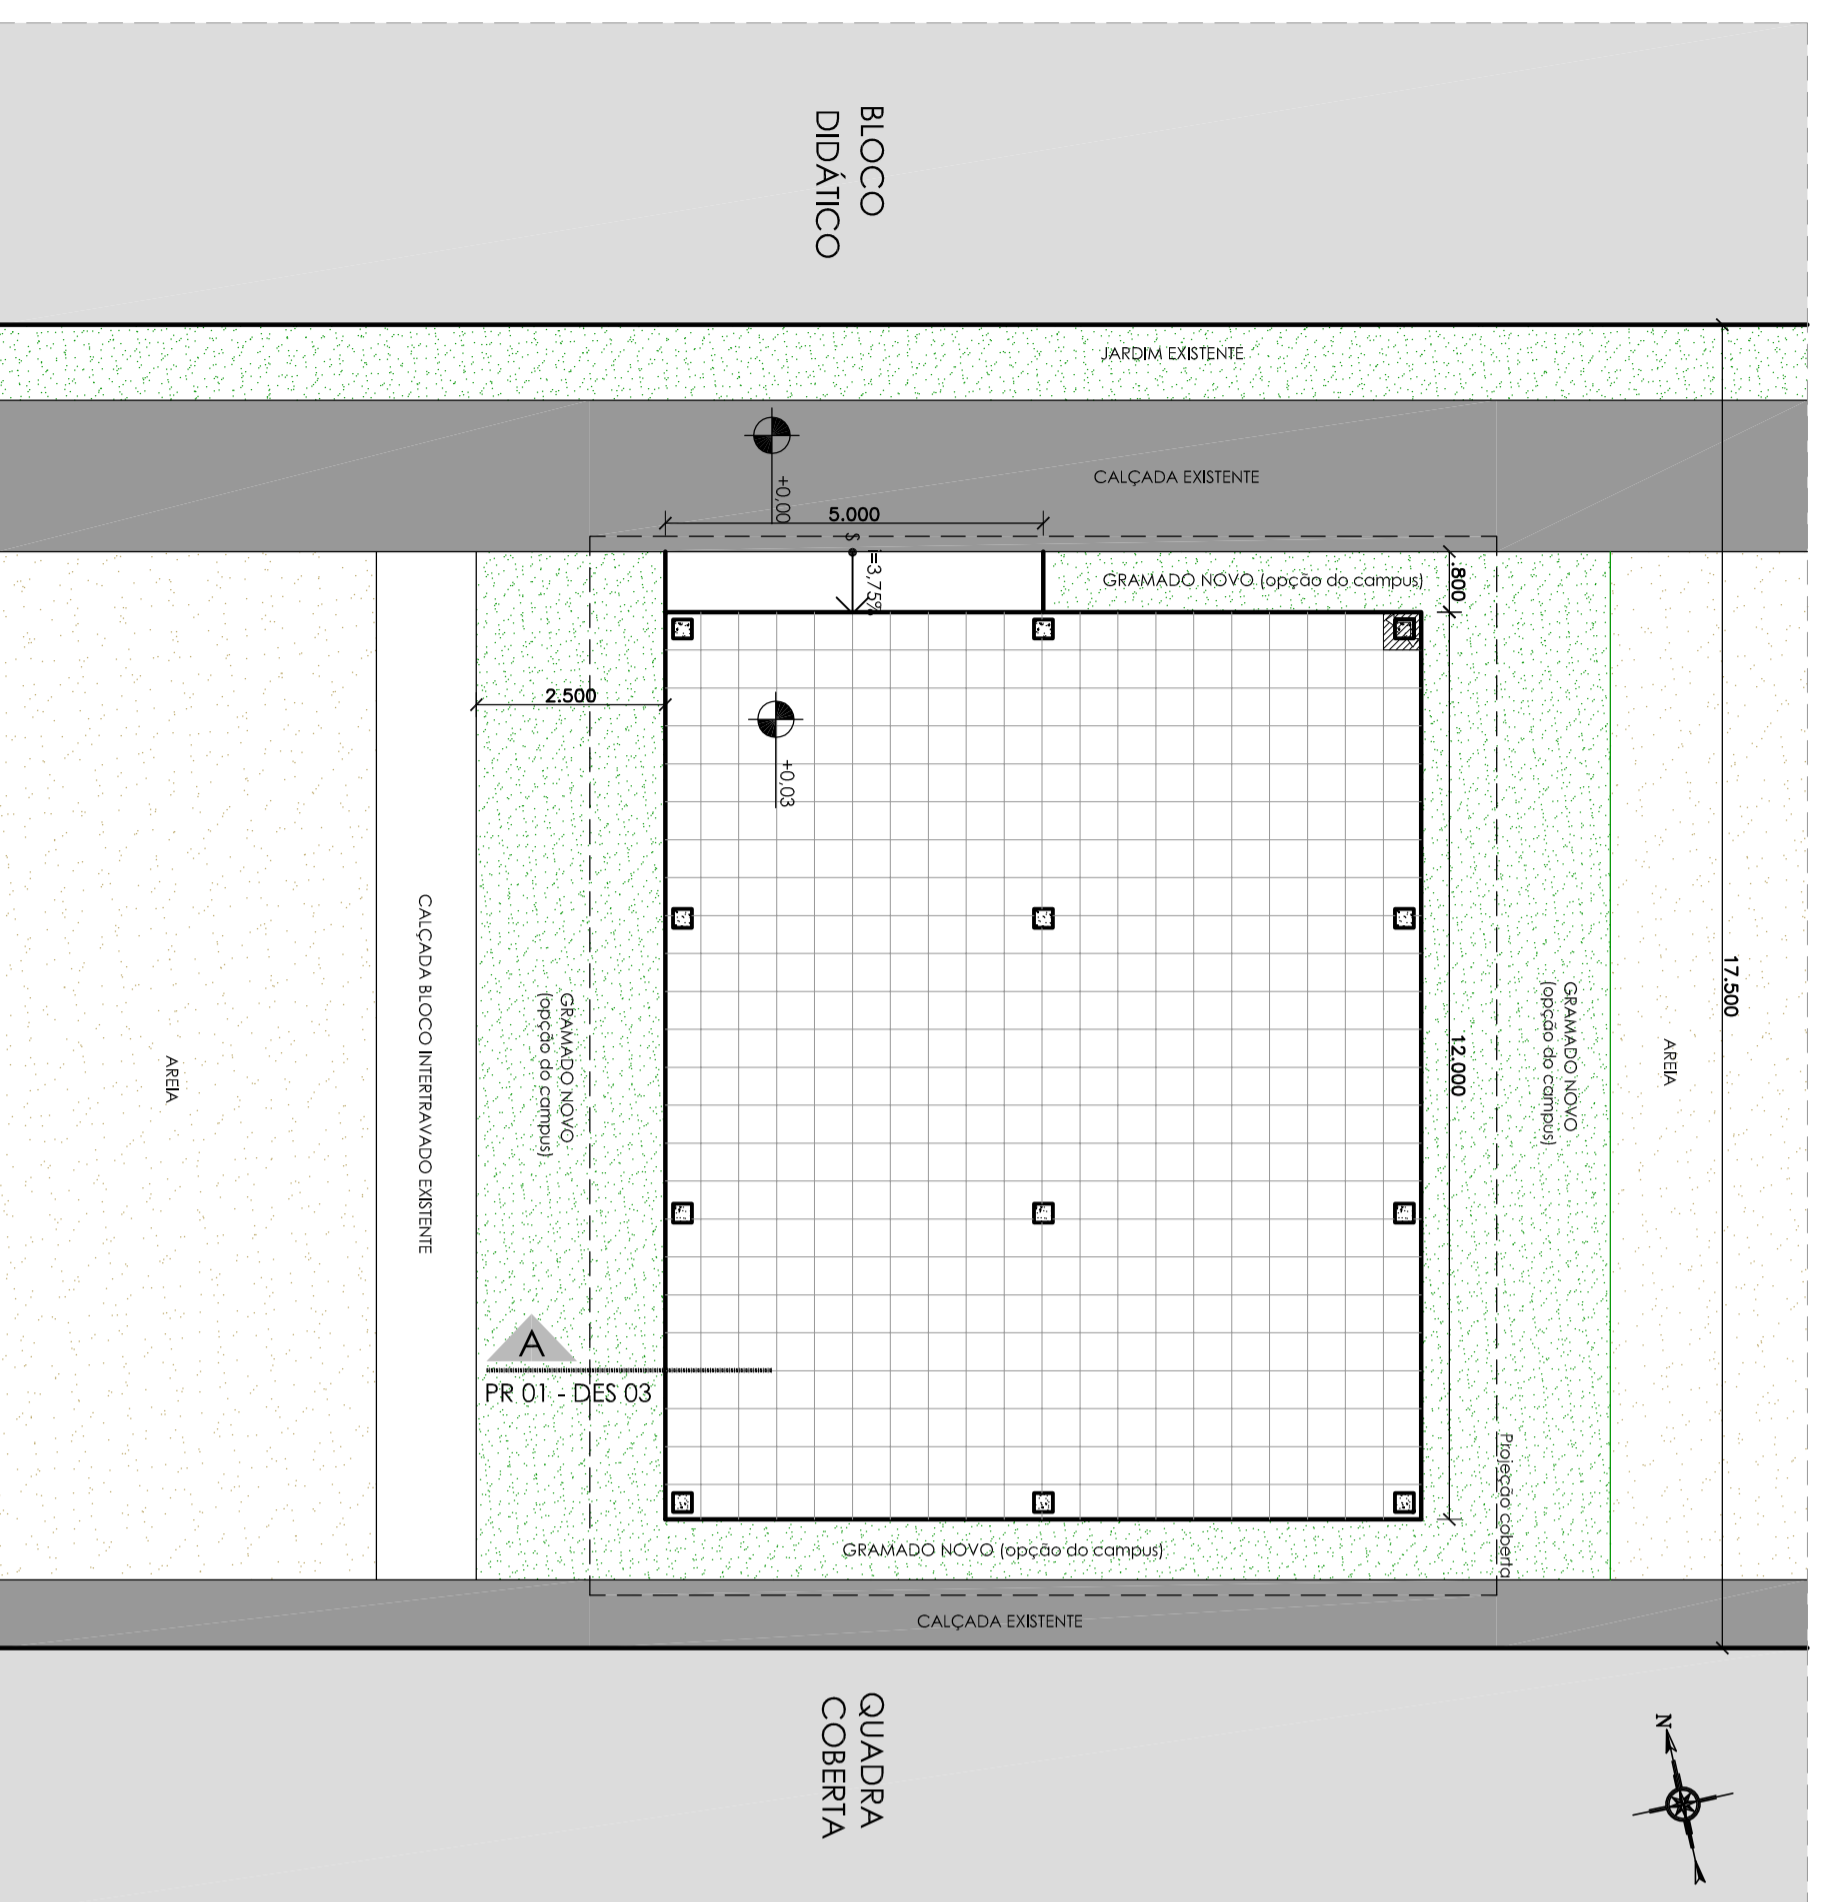 BLOCO
DIDÁTICO
JARDIM EXISTENTE
CALÇADA EXISTENTE
+0,00
5.000
S
i=3,75%
GRAMADO NOVO (opção do campus)
.800
2.500
+0,03
CALÇADA BLOCO INTERTRAVADO EXISTENTE
GRAMADO NOVO
(opção do campus)
AREIA
12.000
GRAMADO NOVO
(opção do campus)
AREIA
17.500
A
PR 01 - DES 03
Projecção coberta
GRAMADO NOVO (opção do campus)
CALÇADA EXISTENTE
QUADRA
COBERTA
N